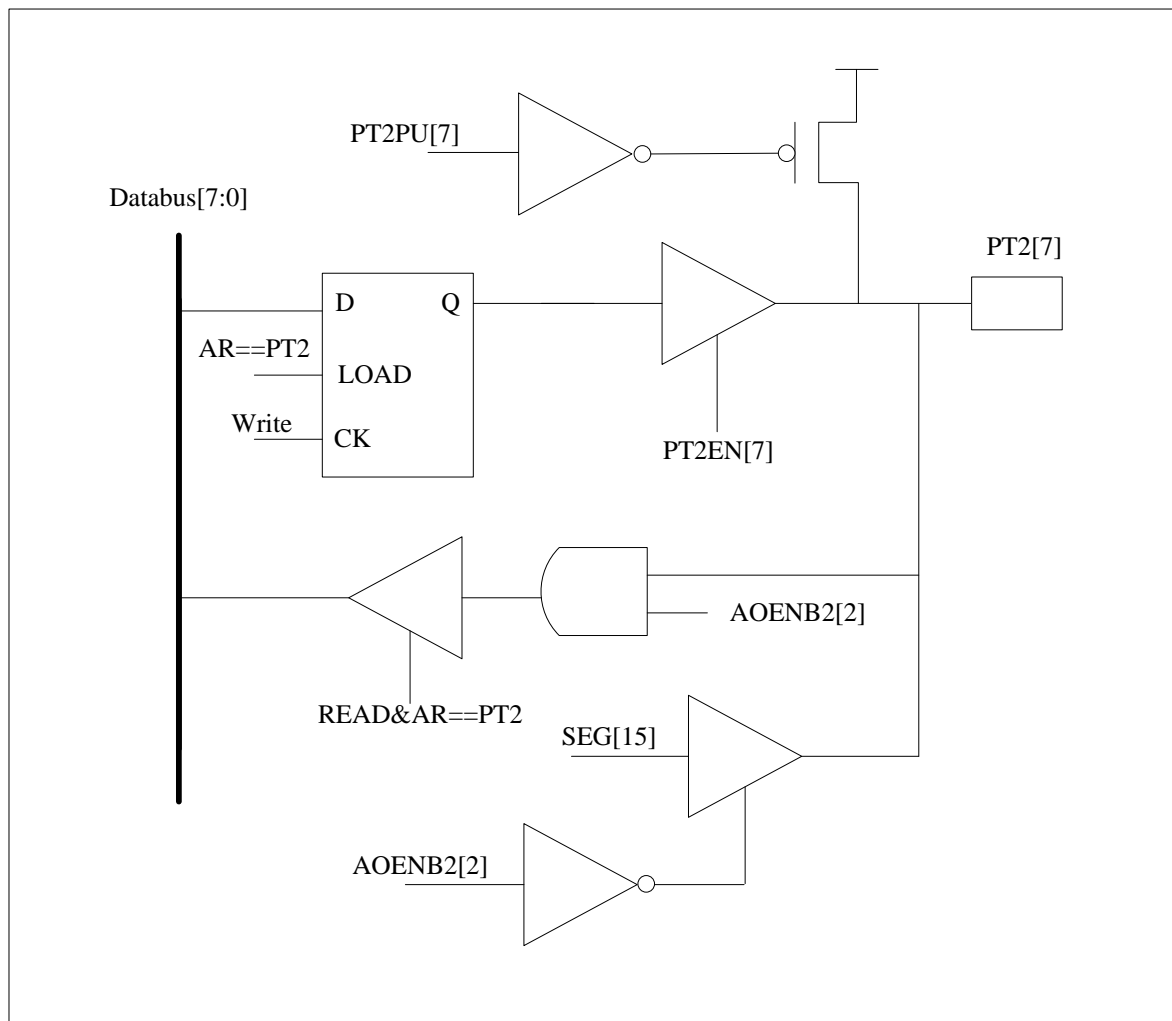 PT2PU[7]
Databus[7:0]
PT2[7]
D
Q
AR==PT2
LOAD
Write
CK
PT2EN[7]
AOENB2[2]
READ&AR==PT2
SEG[15]
AOENB2[2]